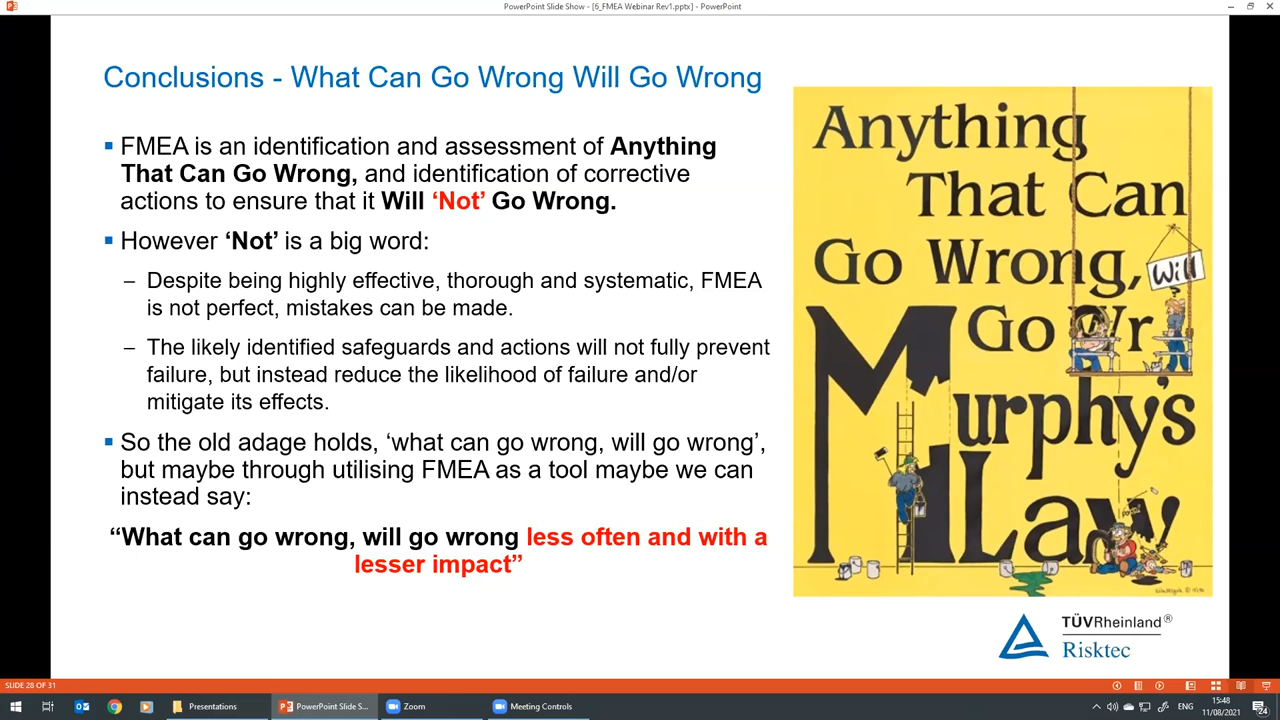 PowerPoint Slide Show - [6_FMEA Webinar Rev1.pptx] - PowerPoint
Conclusions - What Can Go Wrong Will Go Wrong
FMEA is an identification and assessment of Anything
That Can Go Wrong, and identification of corrective
actions to ensure that it Will ‘Not’ Go Wrong.
However ‘Not’ is a big word:
– Despite being highly effective, thorough and systematic, FMEA
is not perfect, mistakes can be made.
– The likely identified safeguards and actions will not fully prevent
failure, but instead reduce the likelihood of failure and/or
mitigate its effects.
So the old adage holds, ‘what can go wrong, will go wrong’,
but maybe through utilising FMEA as a tool maybe we can
instead say:
“What can go wrong, will go wrong less often and with a
lesser impact”
Anything
That Can
Go Wrong,
Will
Go Wr
Murphy's
Law
TÜVRheinland®
Risktec
SLIDE 28 OF 31
Presentations
PowerPoint Slide S...
Zoom
Meeting Controls
ENG
15:48
11/08/2021
24